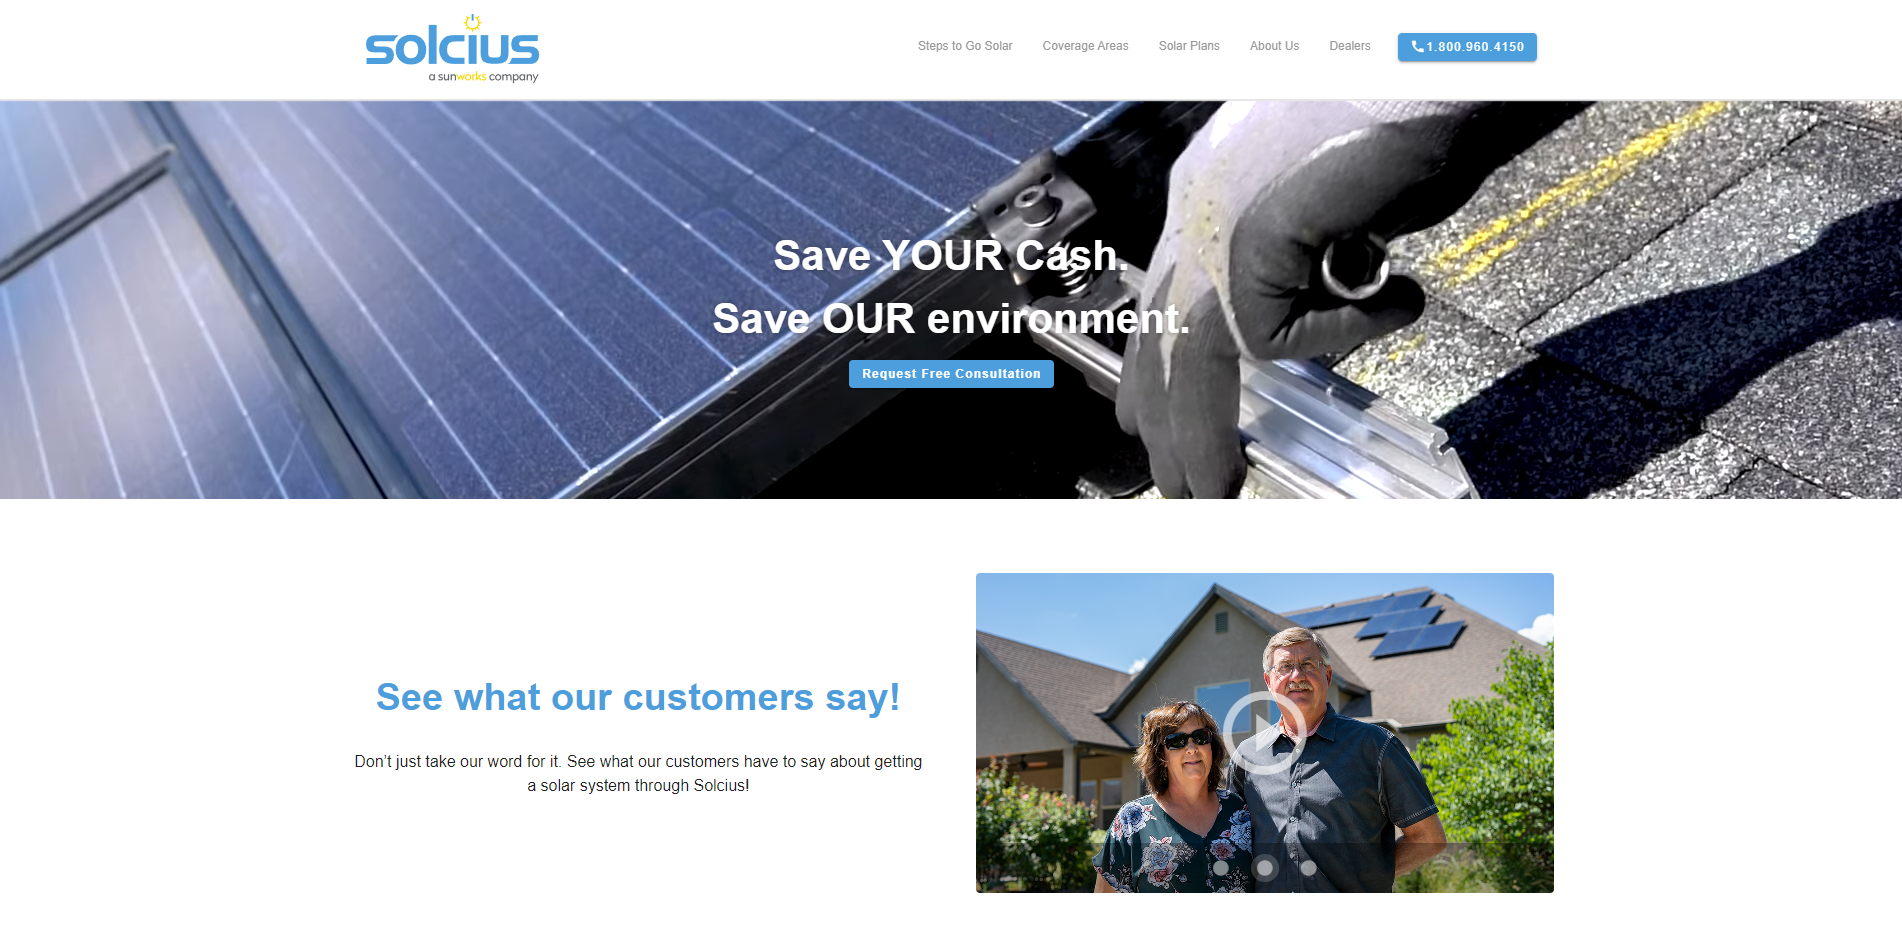 solcius
a sunworks company
Steps to Go Solar
Coverage Areas
Solar Plans
About Us
Dealers
1.800.960.4150
Save YOUR Cash.
Save OUR environment.
Request Free Consultation
See what our customers say!
Don't just take our word for it. See what our customers have to say about getting
a solar system through Solcius!